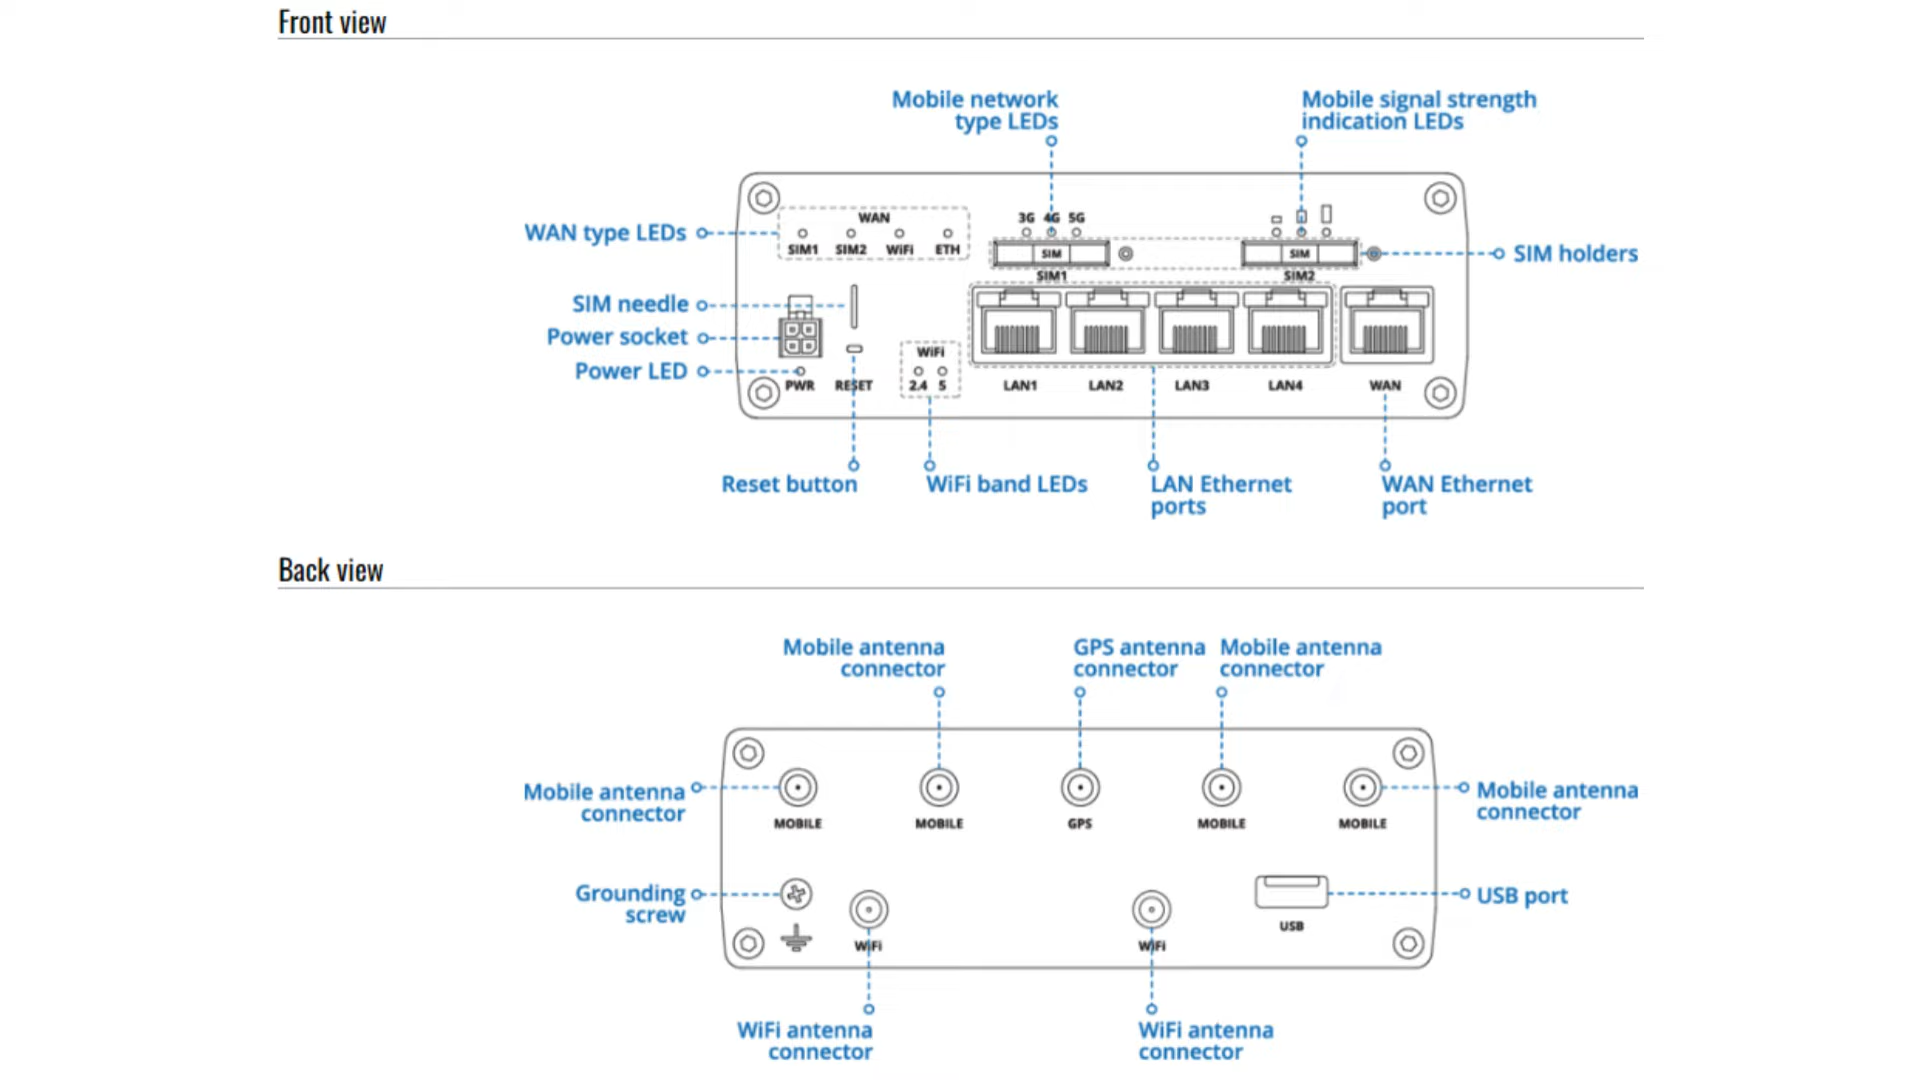 Front view
Mobile network
type LEDs
Mobile signal strength
indication LEDs
WAN
3G 4G 5G
WAN type LEDs
SIM1 SIM2 WiFi ETH
SIM
SIM
SIM holders
SIM1
SIM2
SIM needle
Power socket
WiFi
Power LED
PWR RESET 2.4 5 LAN1 LAN2 LAN3 LAN4 WAN
Reset button
WiFi band LEDs
LAN Ethernet
ports
WAN Ethernet
port
Back view
Mobile antenna
connector
GPS antenna
connector
Mobile antenna
connector
Mobile antenna
connector
Mobile antenna
connector
MOBILE MOBILE GPS MOBILE MOBILE
Grounding
screw
USB port
USB
WiFi WiFi
WiFi antenna
connector
WiFi antenna
connector